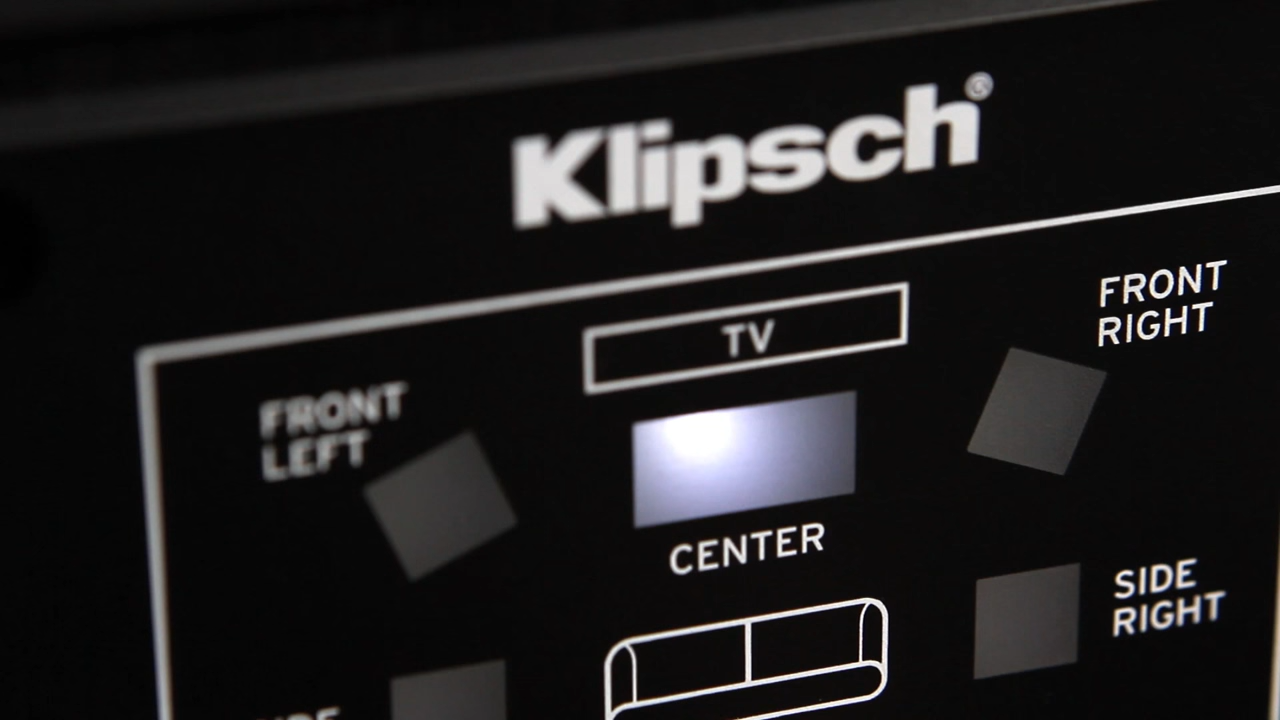 Klipsch®
TV
FRONT
RIGHT
FRONT
LEFT
CENTER
SIDE
RIGHT